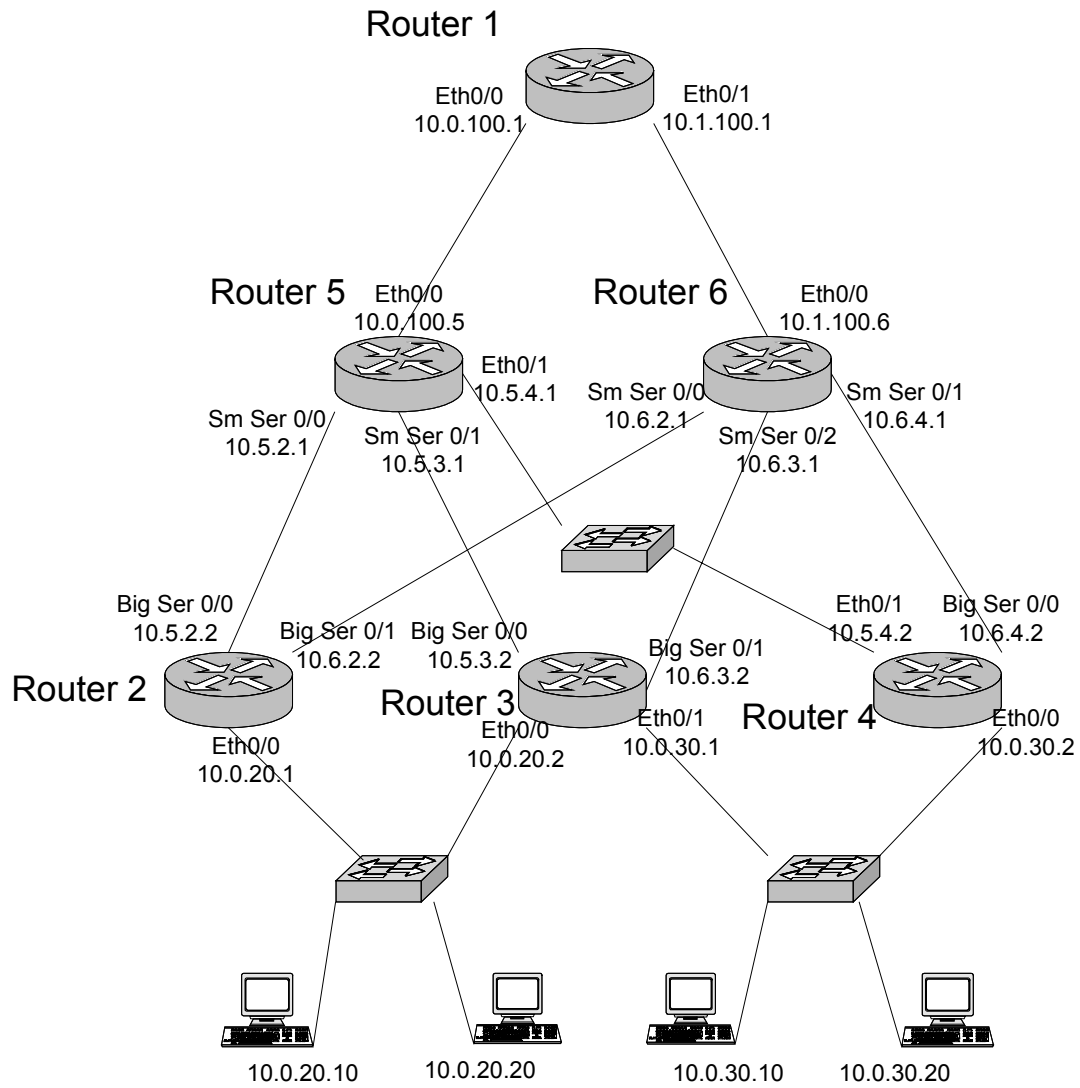 Router 1
Eth0/0
10.0.100.1
Eth0/1
10.1.100.1
Router 5
Eth0/0
10.0.100.5
Router 6
Eth0/0
10.1.100.6
Eth0/1
10.5.4.1
Sm Ser 0/0
10.6.2.1
Sm Ser 0/1
10.6.4.1
Sm Ser 0/0
10.5.2.1
Sm Ser 0/1
10.5.3.1
Sm Ser 0/2
10.6.3.1
Big Ser 0/0
10.5.2.2
Big Ser 0/1
10.6.2.2
Big Ser 0/0
10.5.3.2
Big Ser 0/1
10.6.3.2
Eth0/1
10.5.4.2
Big Ser 0/0
10.6.4.2
Router 2
Router 3
Router 4
Eth0/0
10.0.20.1
Eth0/0
10.0.20.2
Eth0/1
10.0.30.1
Eth0/0
10.0.30.2
10.0.20.10
10.0.20.20
10.0.30.10
10.0.30.20